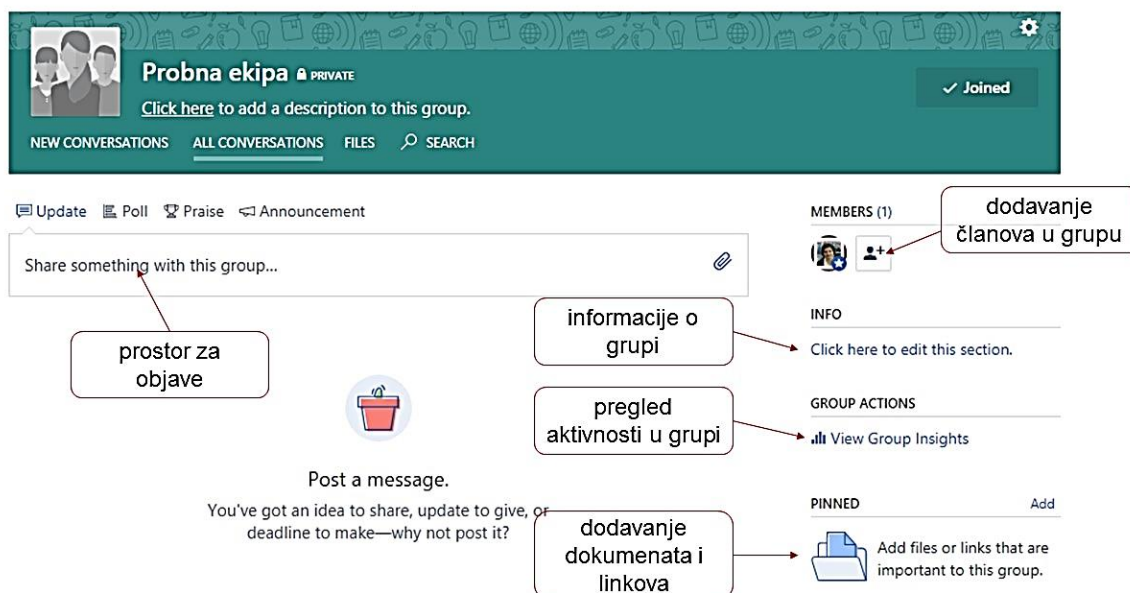 Probna ekipa PRIVATE
Click here to add a description to this group.
Joined
NEW CONVERSATIONS ALL CONVERSATIONS FILES SEARCH
Update Poll Praise Announcement
Share something with this group...
prostor za
objave
Post a message.
You've got an idea to share, update to give, or
deadline to make—why not post it?
MEMBERS (1)
dodavanje
članova u grupu
informacije o
grupi
INFO
Click here to edit this section.
pregled
aktivnosti u grupi
GROUP ACTIONS
View Group Insights
dodavanje
dokumenata i
linkova
PINNED Add
Add files or links that are
important to this group.